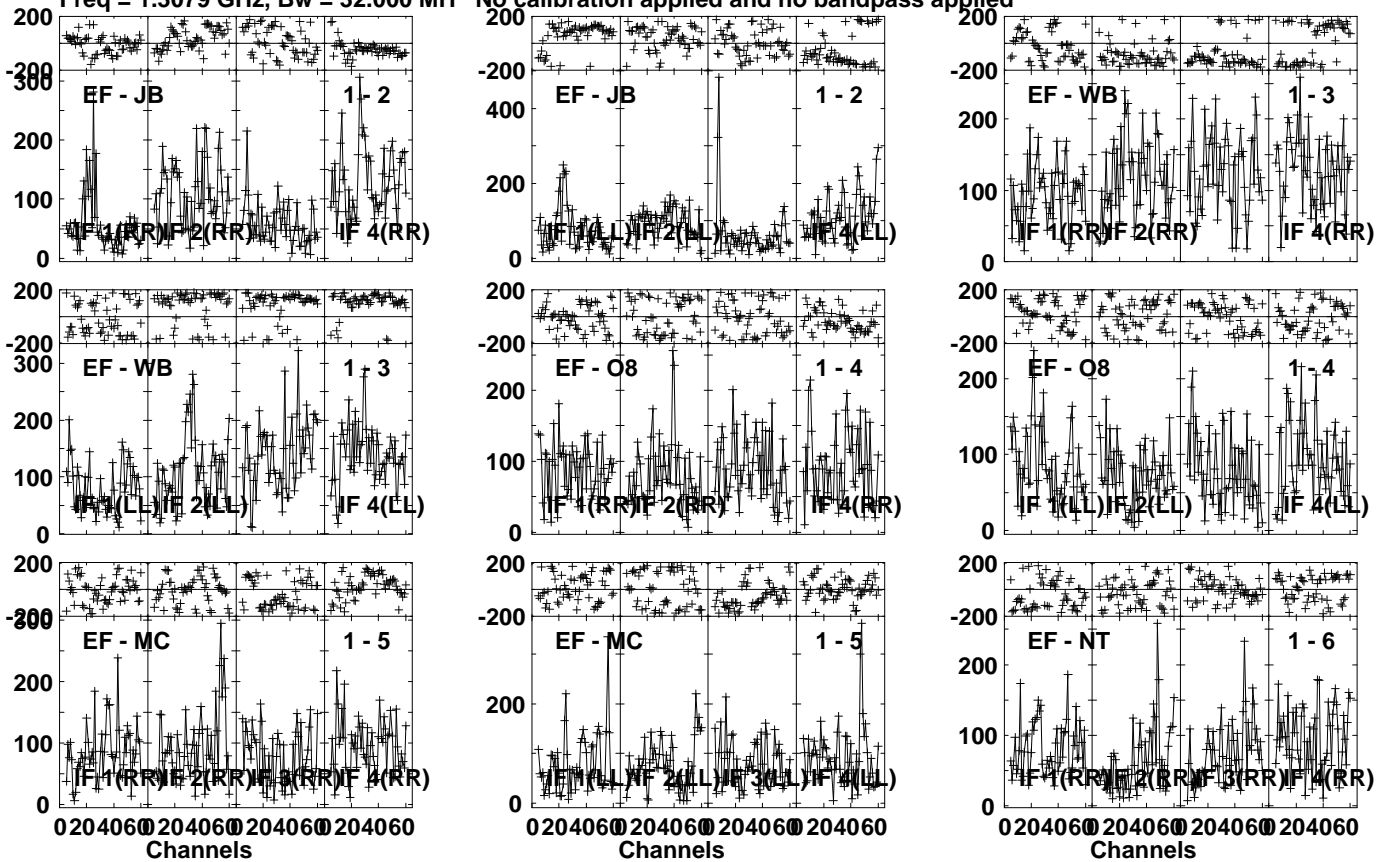 Freq = 1.3079 GHz, Bw = 32.000 MH No calibration applied and no bandpass applied
200
-200
300
200
100
0
EF - JB 1 - 2
IF 1(RR) IF 2(RR) IF 4(RR)
200
-200
400
200
0
EF - JB 1 - 2
IF 1(LL) IF 2(LL) IF 4(LL)
200
-200
200
100
0
EF - WB 1 - 3
IF 1(RR) IF 2(RR) IF 4(RR)
200
-200
300
200
100
0
EF - WB 1 - 3
IF 1(LL) IF 2(LL) IF 4(LL)
200
-200
200
100
0
EF - O8 1 - 4
IF 1(RR) IF 2(RR) IF 4(RR)
200
-200
200
100
0
EF - O8 1 - 4
IF 1(LL) IF 2(LL) IF 4(LL)
200
-200
300
200
100
0
EF - MC 1 - 5
IF 1(RR) IF 2(RR) IF 3(RR) IF 4(RR)
0 20 40 60 0 20 40 60 0 20 40 60 0 20 40 60
Channels
200
-200
200
0
EF - MC 1 - 5
IF 1(LL) IF 2(LL) IF 3(LL) IF 4(LL)
0 20 40 60 0 20 40 60 0 20 40 60 0 20 40 60
Channels
200
-200
200
100
0
EF - NT 1 - 6
IF 1(RR) IF 2(RR) IF 3(RR) IF 4(RR)
0 20 40 60 0 20 40 60 0 20 40 60 0 20 40 60
Channels